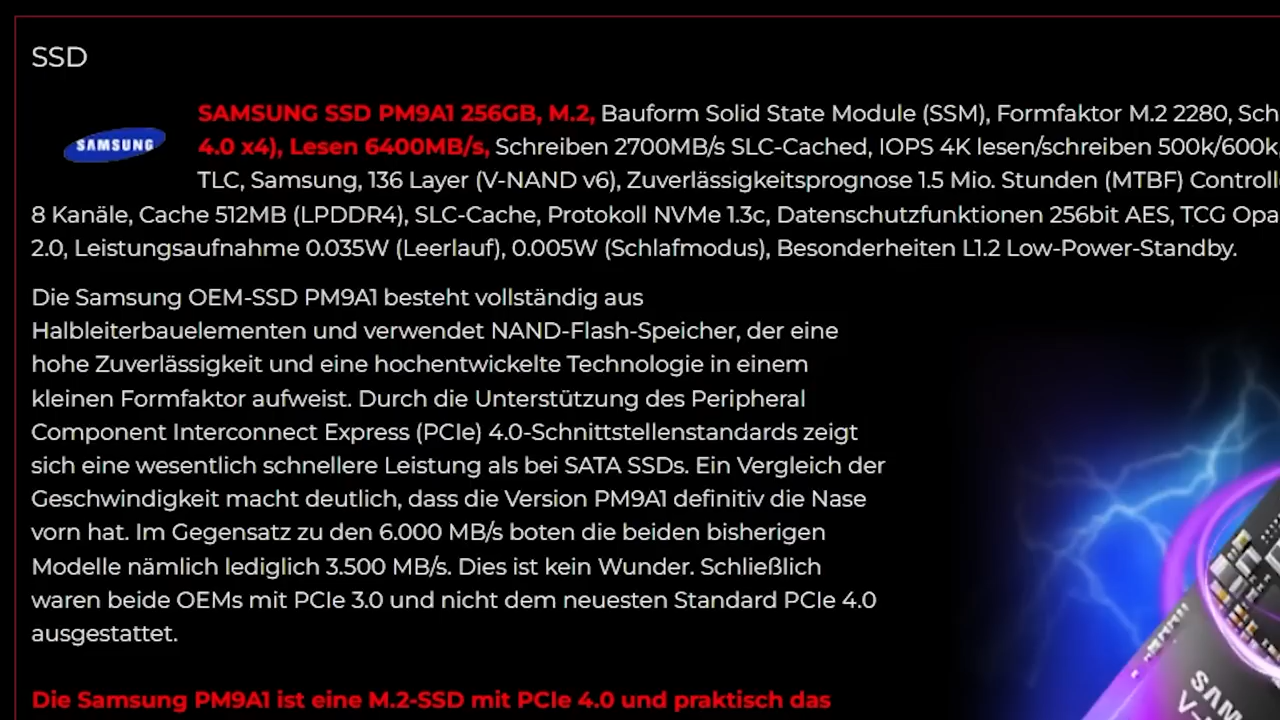 SSD
SAMSUNG
SAMSUNG SSD PM9A1 256GB, M.2, Bauform Solid State Module (SSM), Formfaktor M.2 2280,
4.0 x4), Lesen 6400MB/s, Schreiben 2700MB/s SLC-Cached, IOPS 4K lesen/schreiben 500k/600k,
TLC, Samsung, 136 Layer (V-NAND v6), Zuverlässigkeitsprognose 1.5 Mio. Stunden (MTBF)
8 Kanäle, Cache 512MB (LPDDR4), SLC-Cache, Protokoll NVMe 1.3c, Datenschutzfunktionen 256bit AES, TCG
2.0, Leistungsaufnahme 0.035W (Leerlauf), 0.005W (Schlafmodus), Besonderheiten L1.2 Low-Power-Standby.
Die Samsung OEM-SSD PM9A1 besteht vollständig aus
Halbleiterbauelementen und verwendet NAND-Flash-Speicher, der eine
hohe Zuverlässigkeit und eine hochentwickelte Technologie in einem
kleinen Formfaktor aufweist. Durch die Unterstützung des Peripheral
Component Interconnect Express (PCIe) 4.0-Schnittstellenstandards zeigt
sich eine wesentlich schnellere Leistung als bei SATA SSDs. Ein Vergleich der
Geschwindigkeit macht deutlich, dass die Version PM9A1 definitiv die Nase
vorn hat. Im Gegensatz zu den 6.000 MB/s boten die beiden bisherigen
Modelle nämlich lediglich 3.500 MB/s. Dies ist kein Wunder. Schließlich
waren beide OEMs mit PCIe 3.0 und nicht dem neuesten Standard PCIe 4.0
ausgestattet.
Die Samsung PM9A1 ist eine M.2-SSD mit PCIe 4.0 und praktisch das